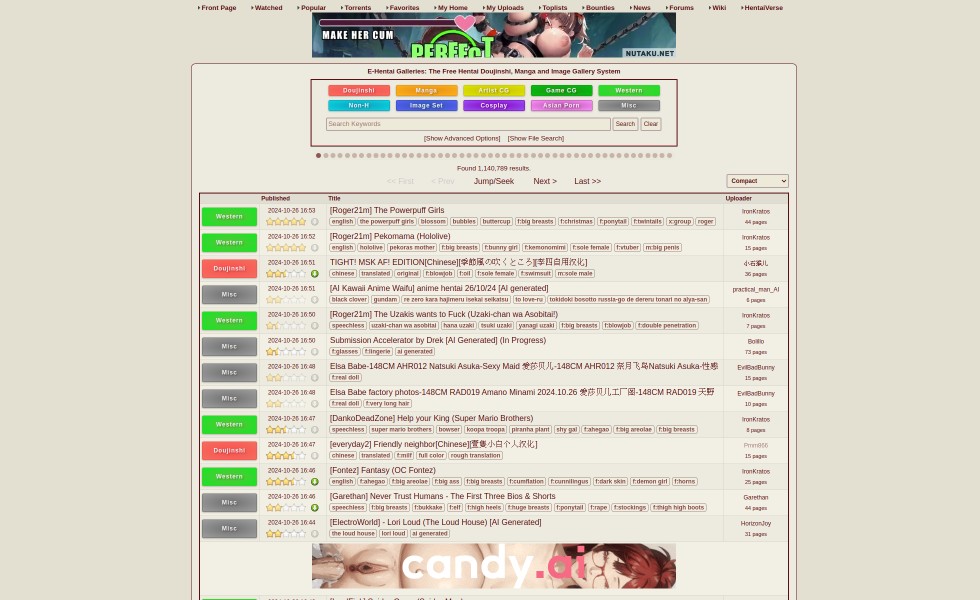 Front Page Watched Popular Torrents Favorites My Home My Uploads Toplists Bounties News Forums Wiki HentaiVerse
MAKE HER CUM
PERFECT
NUTAKU.NET
E-Hentai Galleries: The Free Hentai Doujinshi, Manga and Image Gallery System
Doujinshi Manga Artist CG Game CG Western
Non-H Image Set Cosplay Asian Porn Misc
Search Keywords Search Clear
[Show Advanced Options] [Show File Search]
Found 1,140,789 results.
<< First < Prev Jump/Seek Next > Last >> Compact
Published Title Uploader
Western 2024-10-26 16:53 [Roger21m] The Powerpuff Girls IronKratos
english the powerpuff girls blossom bubbles buttercup f:big breasts f:christmas f:ponytail f:twintails x:group roger 44 pages
Western 2024-10-26 16:52 [Roger21m] Pekomama (Hololive) IronKratos
english hololive pekoras mother f:big breasts f:bunny girl f:kemonomimi f:sole female f:vtuber m:big penis 15 pages
Doujinshi 2024-10-26 16:51 TIGHT! MSK AF! EDITION[Chinese][季節風の吹くところ][莘四自用汉化]
chinese translated original f:blowjob f:oil f:sole female f:swimsuit m:sole male 36 pages
Misc 2024-10-26 16:51 [AI Kawaii Anime Waifu] anime hentai 26/10/24 [AI generated] practical_man_AI
black clover gundam re zero kara hajimeru isekai seikatsu to love-ru tokidoki bosotto russia-go de dereru tonari no alya-san 6 pages
Western 2024-10-26 16:50 [Roger21m] The Uzakis wants to Fuck (Uzaki-chan wa Asobitai!) IronKratos
speechless uzaki-chan wa asobitai hana uzaki tsuki uzaki yanagi uzaki f:big breasts f:blowjob f:double penetration 7 pages
Misc 2024-10-26 16:50 Submission Accelerator by Drek [AI Generated] (In Progress) Bolillo
f:glasses f:lingerie ai generated 73 pages
Misc 2024-10-26 16:48 Elsa Babe-148CM AHR012 Natsuki Asuka-Sexy Maid 爱莎贝儿-148CM AHR012 奈月飞鸟Natsuki Asuka-性感 EvilBadBunny
f:real doll 15 pages
Misc 2024-10-26 16:48 Elsa Babe factory photos-148CM RAD019 Amano Minami 2024.10.26 爱莎贝儿工厂图-148CM RAD019 天野 EvilBadBunny
f:real doll f:very long hair 10 pages
Western 2024-10-26 16:47 [DankoDeadZone] Help your King (Super Mario Brothers) IronKratos
speechless super mario brothers bowser koopa troopa piranha plant shy gal f:ahegao f:big areolae f:big breasts 8 pages
Doujinshi 2024-10-26 16:47 [everyday2] Friendly neighbor[Chinese][萱隻小白个人汉化] PmmB66
chinese translated f:milf full color rough translation 15 pages
Western 2024-10-26 16:46 [Fontez] Fantasy (OC Fontez) IronKratos
english f:ahegao f:big areolae f:big ass f:big breasts f:cumflation f:cunnilingus f:dark skin f:demon girl f:horns 25 pages
Misc 2024-10-26 16:46 [Garethan] Never Trust Humans - The First Three Bios & Shorts Garethan
speechless f:big breasts f:bukkake f:elf f:high heels f:huge breasts f:ponytail f:rape f:stockings f:thigh high boots 44 pages
Misc 2024-10-26 16:44 [ElectroWorld] - Lori Loud (The Loud House) [AI Generated] HorizonJoy
the loud house lori loud ai generated 31 pages
candy.ai